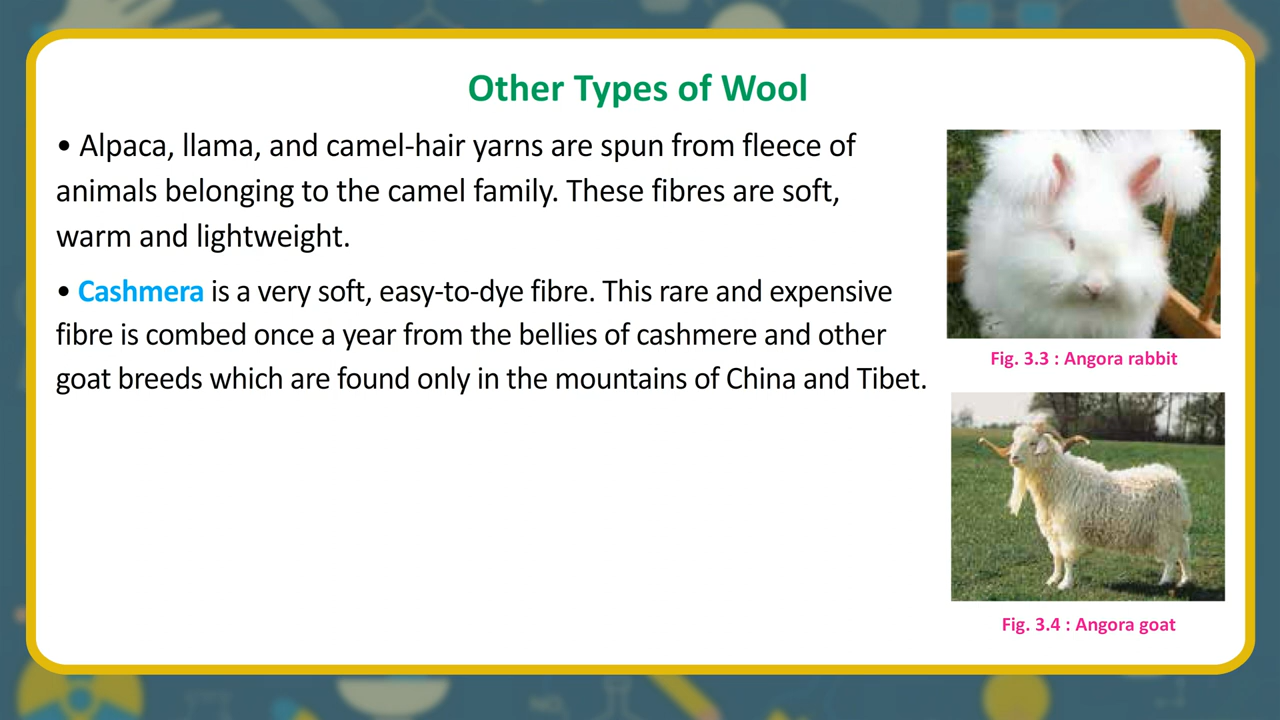 Other Types of Wool
• Alpaca, llama, and camel-hair yarns are spun from fleece of
animals belonging to the camel family. These fibres are soft,
warm and lightweight.
• Cashmera is a very soft, easy-to-dye fibre. This rare and expensive
fibre is combed once a year from the bellies of cashmere and other
goat breeds which are found only in the mountains of China and Tibet.
Fig. 3.3 : Angora rabbit
Fig. 3.4 : Angora goat